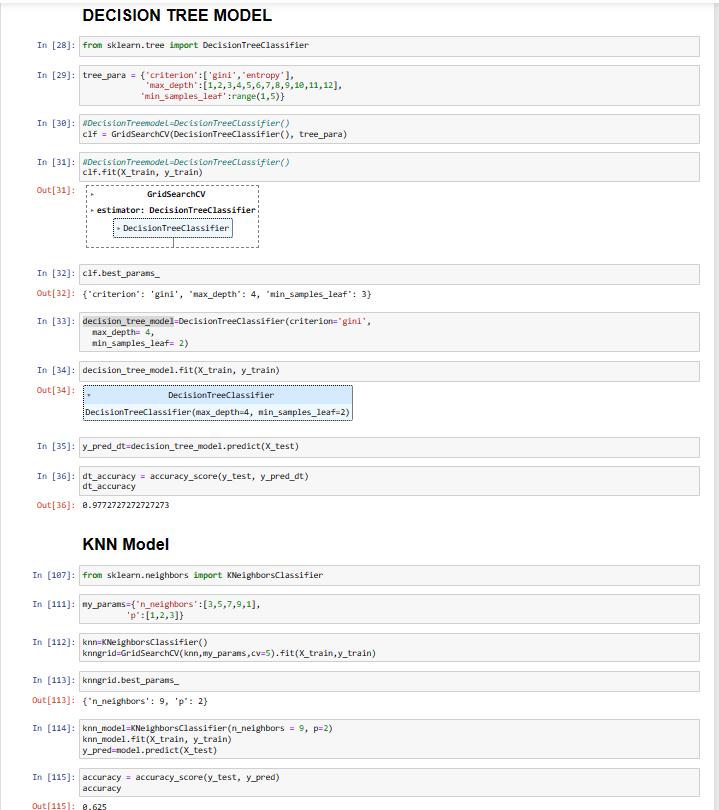 DECISION TREE MODEL
In [28]: from sklearn.tree import DecisionTreeClassifier
In [29]: tree_para = {'criterion':['gini','entropy'],
'max_depth':[1,2,3,4,5,6,7,8,9,10,11,12],
'min_samples_leaf':range(1,5)}
In [30]: #DecisionTreemodel=DecisionTreeClassifier()
clf = GridSearchCV(DecisionTreeClassifier(), tree_para)
In [31]: #DecisionTreemodel=DecisionTreeClassifier()
clf.fit(X_train, y_train)
Out[31]:
GridSearchCV
estimator: DecisionTreeClassifier
DecisionTreeClassifier
In [32]: clf.best_params_
Out[32]: {'criterion': 'gini', 'max_depth': 4, 'min_samples_leaf': 3}
In [33]: decision_tree_model=DecisionTreeClassifier(criterion='gini',
max_depth= 4,
min_samples_leaf= 2)
In [34]: decision_tree_model.fit(X_train, y_train)
Out[34]:
DecisionTreeClassifier
DecisionTreeClassifier(max_depth=4, min_samples_leaf=2)
In [35]: y_pred_dt=decision_tree_model.predict(X_test)
In [36]: dt_accuracy = accuracy_score(y_test, y_pred_dt)
dt_accuracy
Out[36]: 0.9772727272727273
KNN Model
In [107]: from sklearn.neighbors import KNeighborsClassifier
In [111]: my_params={'n_neighbors':[3,5,7,9,1],
'p':[1,2,3]}
In [112]: knn=KNeighborsClassifier()
knngrid=GridSearchCV(knn,my_params,cv=5).fit(X_train,y_train)
In [113]: knngrid.best_params_
Out[113]: {'n_neighbors': 9, 'p': 2}
In [114]: knn_model=KNeighborsClassifier(n_neighbors = 9, p=2)
knn_model.fit(X_train, y_train)
y_pred=model.predict(X_test)
In [115]: accuracy = accuracy_score(y_test, y_pred)
accuracy
Out[115]: 0.625